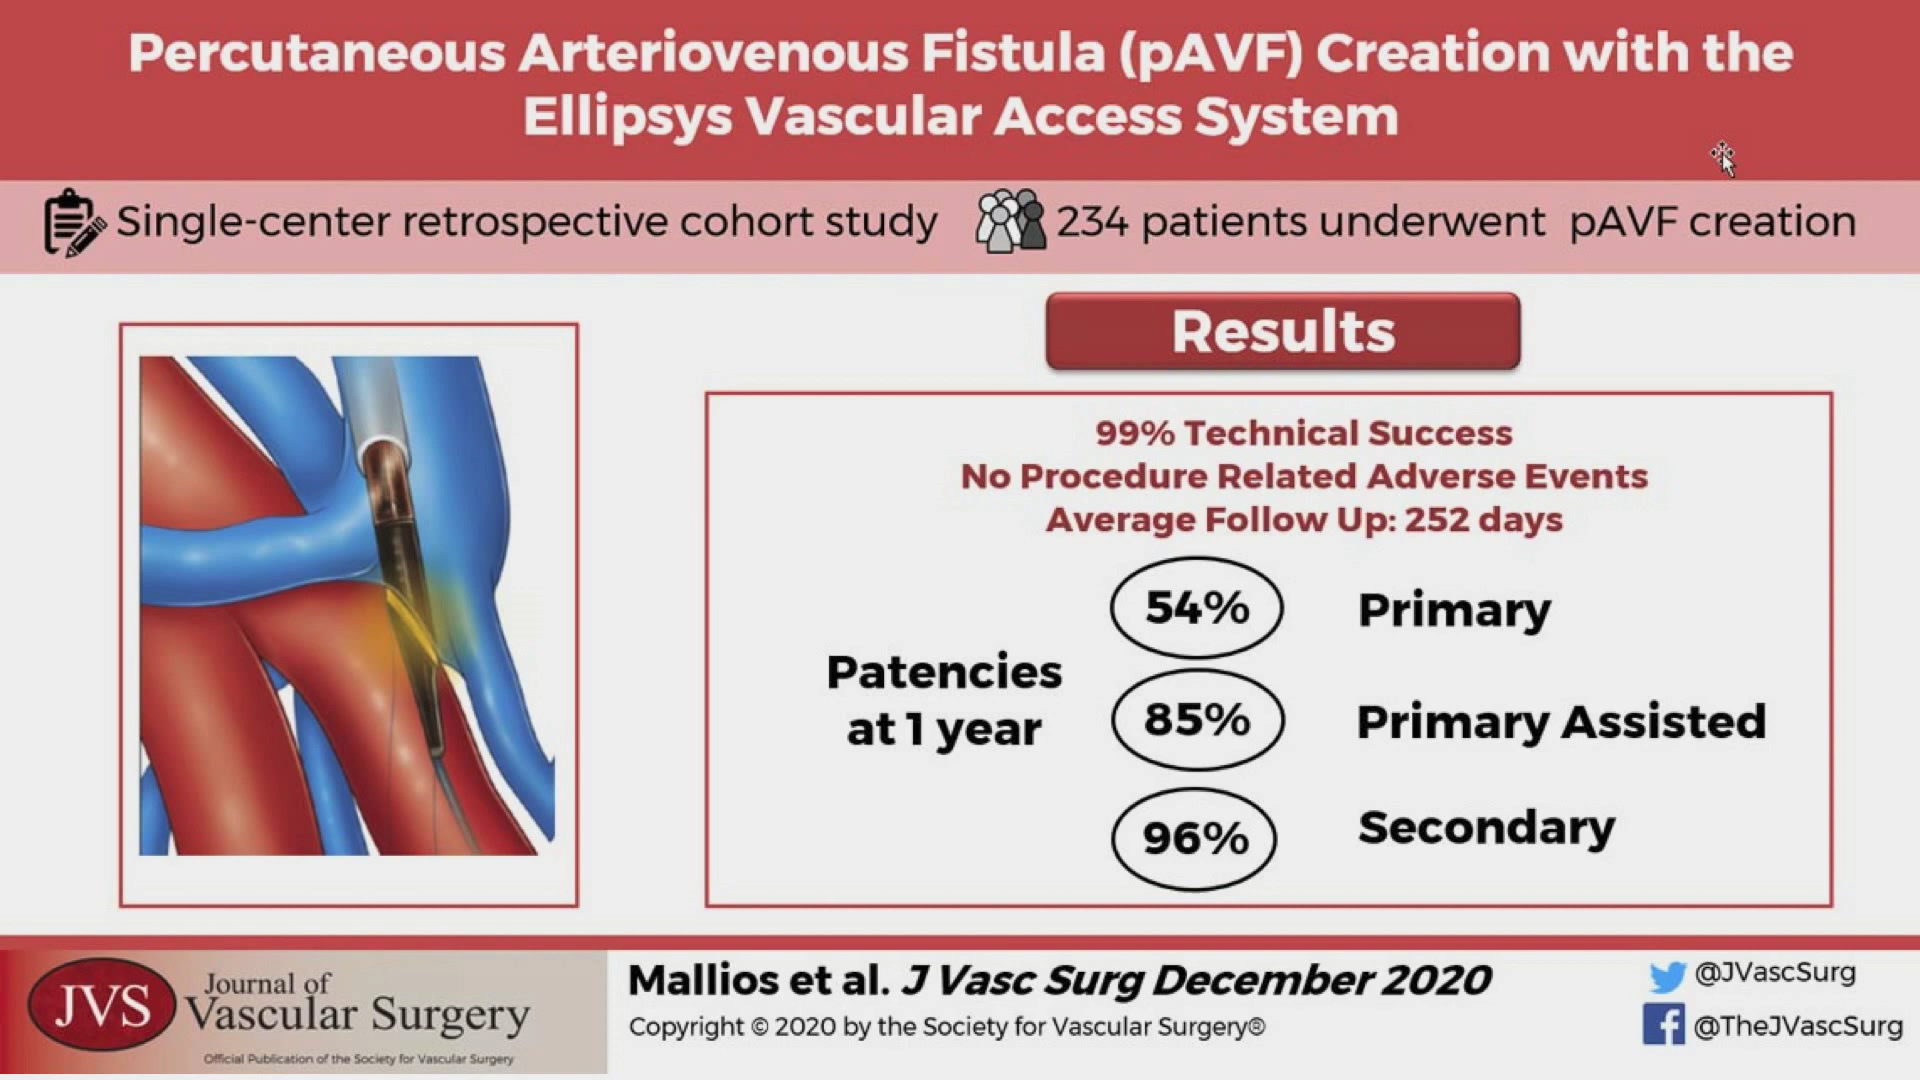 Percutaneous Arteriovenous Fistula (pAVF) Creation with the
Ellipsys Vascular Access System
Single-center retrospective cohort study
234 patients underwent pAVF creation
Results
99% Technical Success
No Procedure Related Adverse Events
Average Follow Up: 252 days
Patencies
at 1 year
54% Primary
85% Primary Assisted
96% Secondary
JVS
Journal of
Vascular Surgery
Official Publication of the Society for Vascular Surgery
Mallios et al. J Vasc Surg December 2020
Copyright © 2020 by the Society for Vascular Surgery®
@JVascSurg
@TheJVascSurg